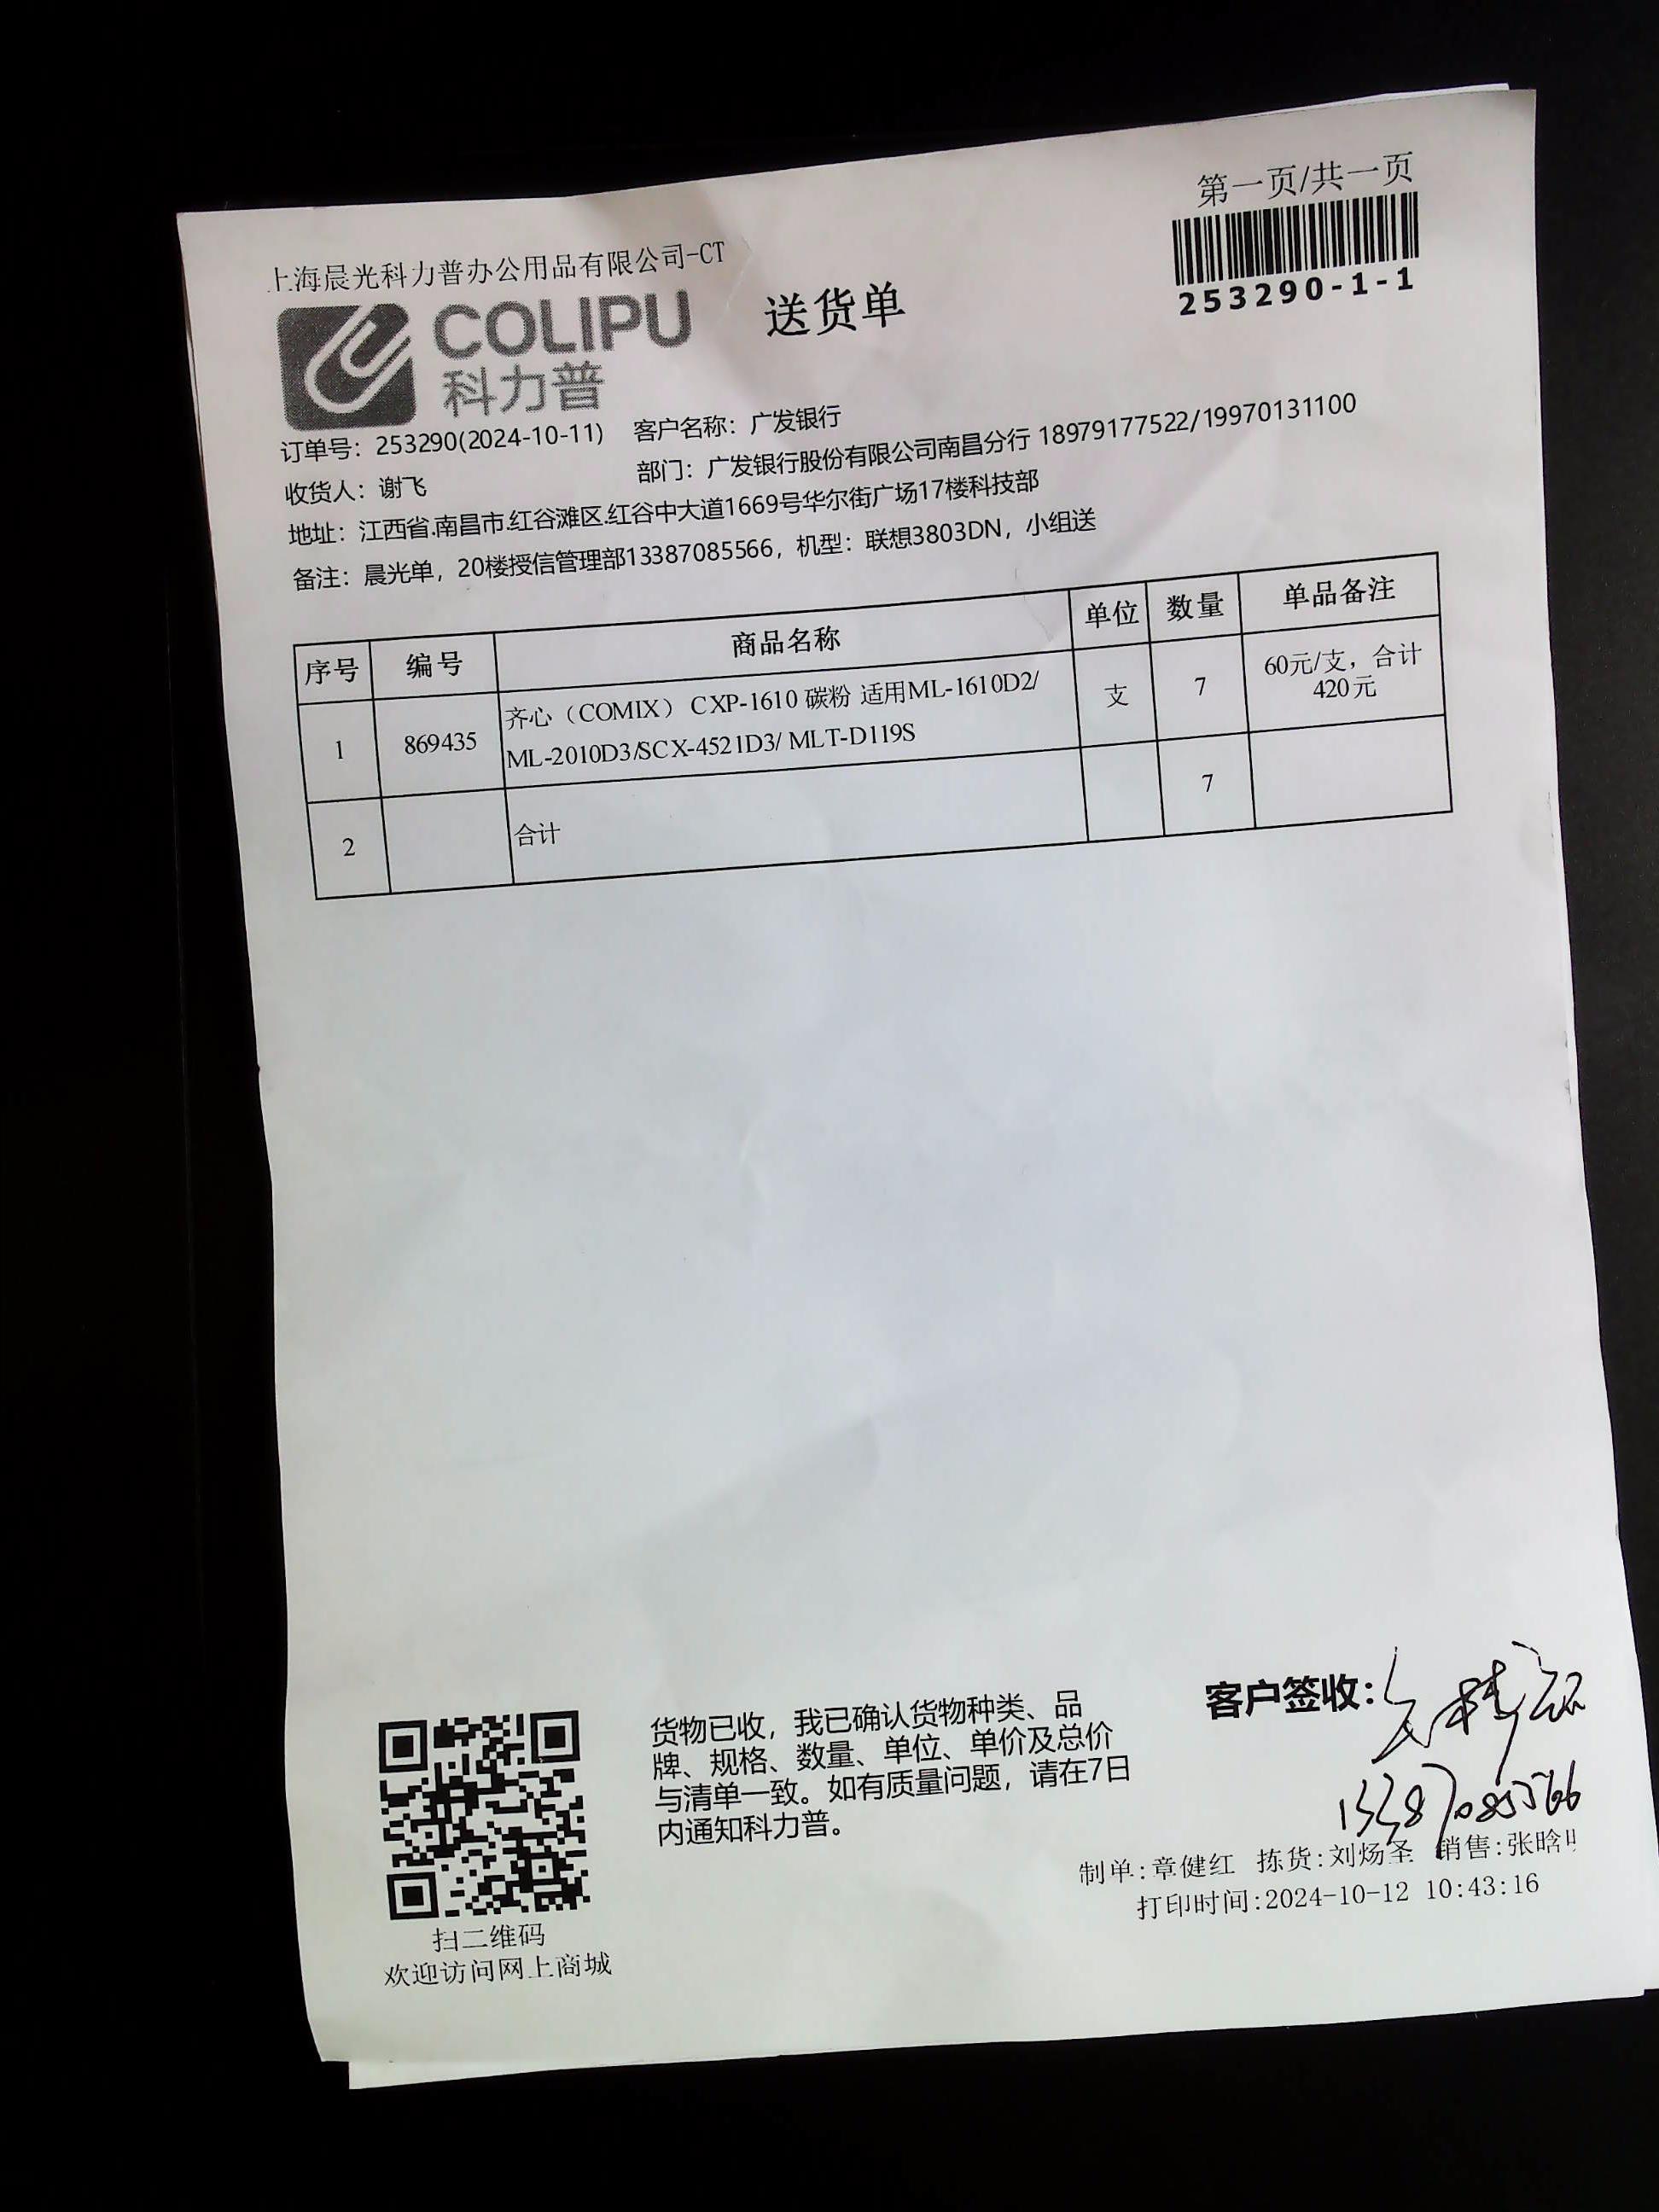 第一页/共一页
上海晨光科力普办公用品有限公司-CT
COLIPU
科力普
送货单
253290-1-1
订单号：253290(2024-10-11) 客户名称：广发银行
收货人：谢飞 部门：广发银行股份有限公司南昌分行 18979177522/19970131100
地址：江西省.南昌市.红谷滩区.红谷中大道1669号华尔街广场17楼科技部
备注：晨光单，20楼授信管理部13387085566，机型：联想3803DN，小组送
序号 编号 商品名称 单位 数量 单品备注
1 869435 齐心（COMIX） CXP-1610 碳粉 适用ML-1610D2/ 支 7 60元/支，合计
ML-2010D3/SCX-4521D3/ MLT-D119S 420元
2 合计 7
货物已收，我已确认货物种类、品
牌、规格、数量、单位、单价及总价
与清单一致。如有质量问题，请在7日
内通知科力普。
客户签收：
13387085566
制单:章健红 拣货:刘炀圣 销售:张晗
打印时间:2024-10-12 10:43:16
扫二维码
欢迎访问网上商城